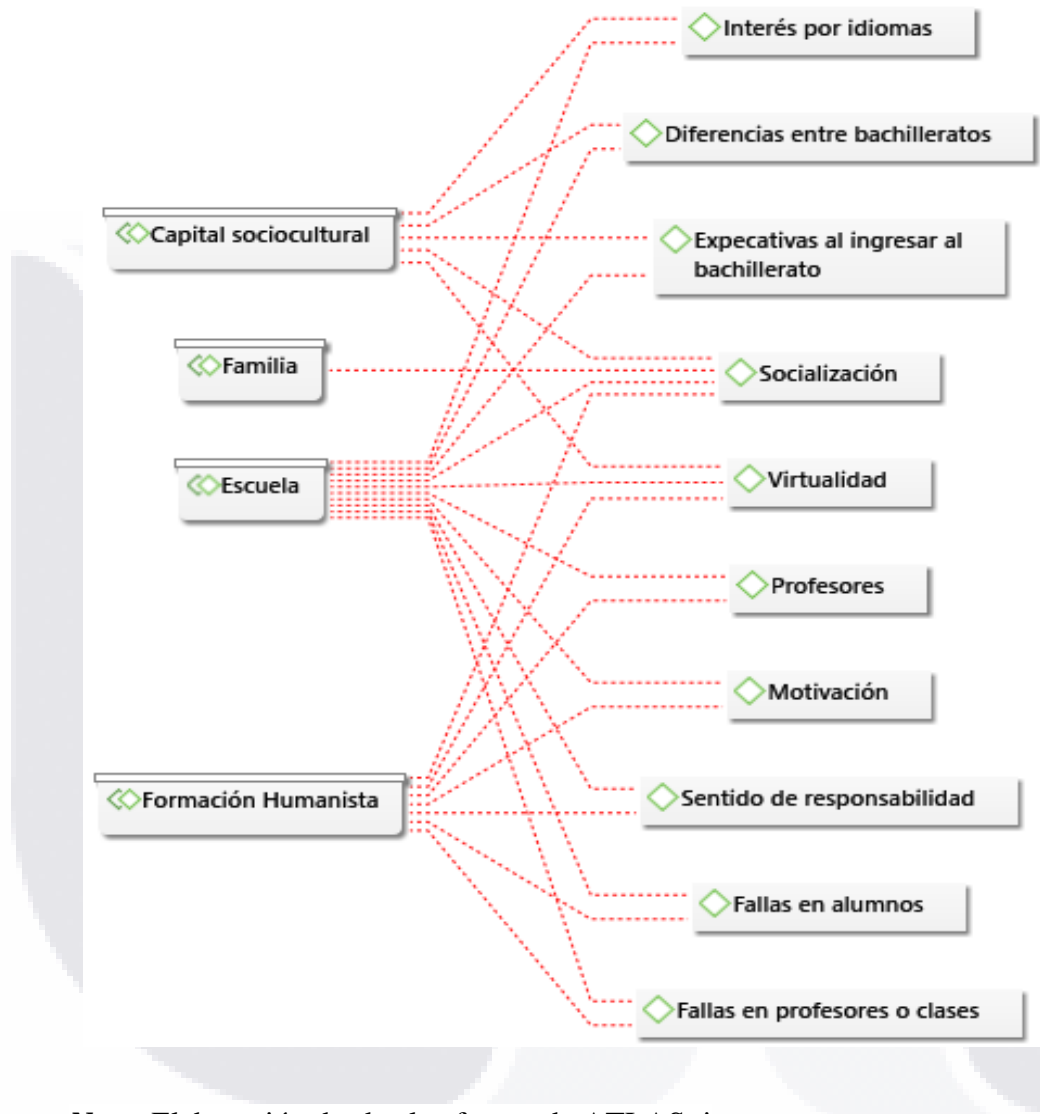 Interés por idiomas
Diferencias entre bachilleratos
Capital sociocultural
Expecativas al ingresar al
bachillerato
Familia
Socialización
Escuela
Virtualidad
Profesores
Motivación
Formación Humanista
Sentido de responsabilidad
Fallas en alumnos
Fallas en profesores o clases